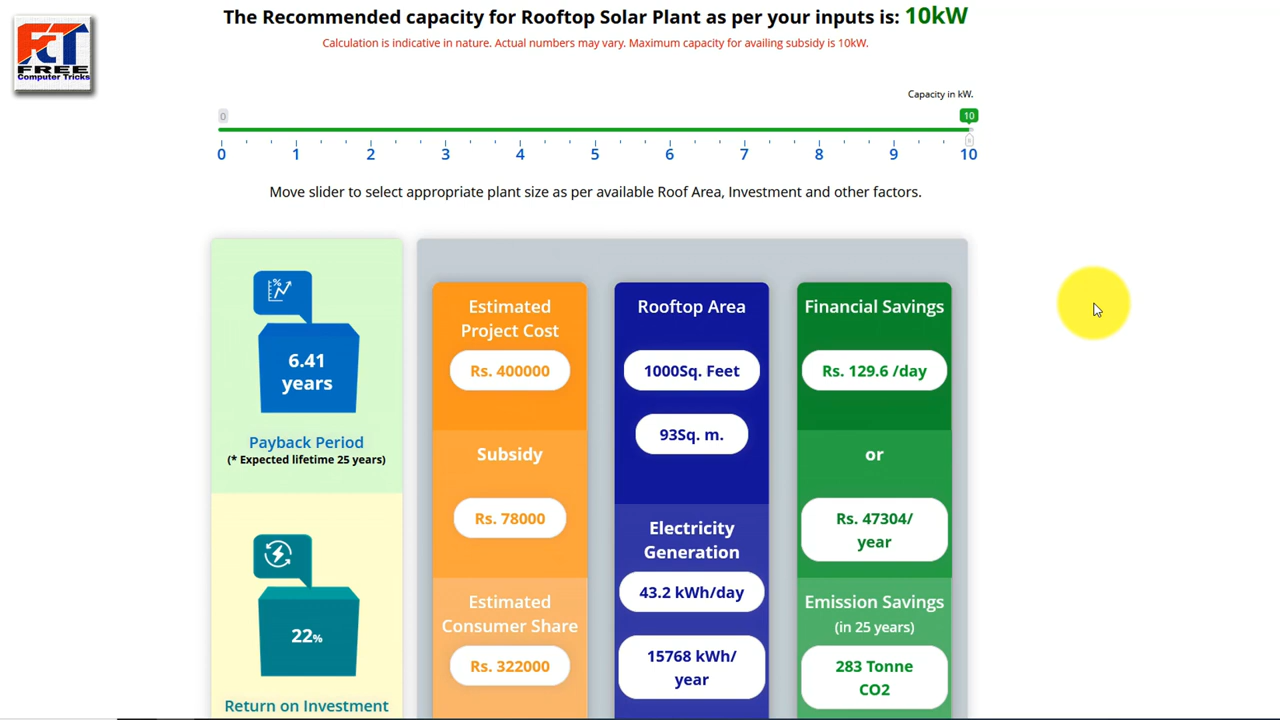 The Recommended capacity for Rooftop Solar Plant as per your inputs is: 10kW
Calculation is indicative in nature. Actual numbers may vary. Maximum capacity for availing subsidy is 10kW.
FCT
FREE
Computer Tricks
Capacity in kW.
0
10
0 1 2 3 4 5 6 7 8 9 10
Move slider to select appropriate plant size as per available Roof Area, Investment and other factors.
%
6.41
years
Payback Period
(* Expected lifetime 25 years)
22%
Return on Investment
Estimated
Project Cost
Rs. 400000
Subsidy
Rs. 78000
Estimated
Consumer Share
Rs. 322000
Rooftop Area
1000Sq. Feet
93Sq. m.
Electricity
Generation
43.2 kWh/day
15768 kWh/
year
Financial Savings
Rs. 129.6 /day
or
Rs. 47304/
year
Emission Savings
(in 25 years)
283 Tonne
CO2